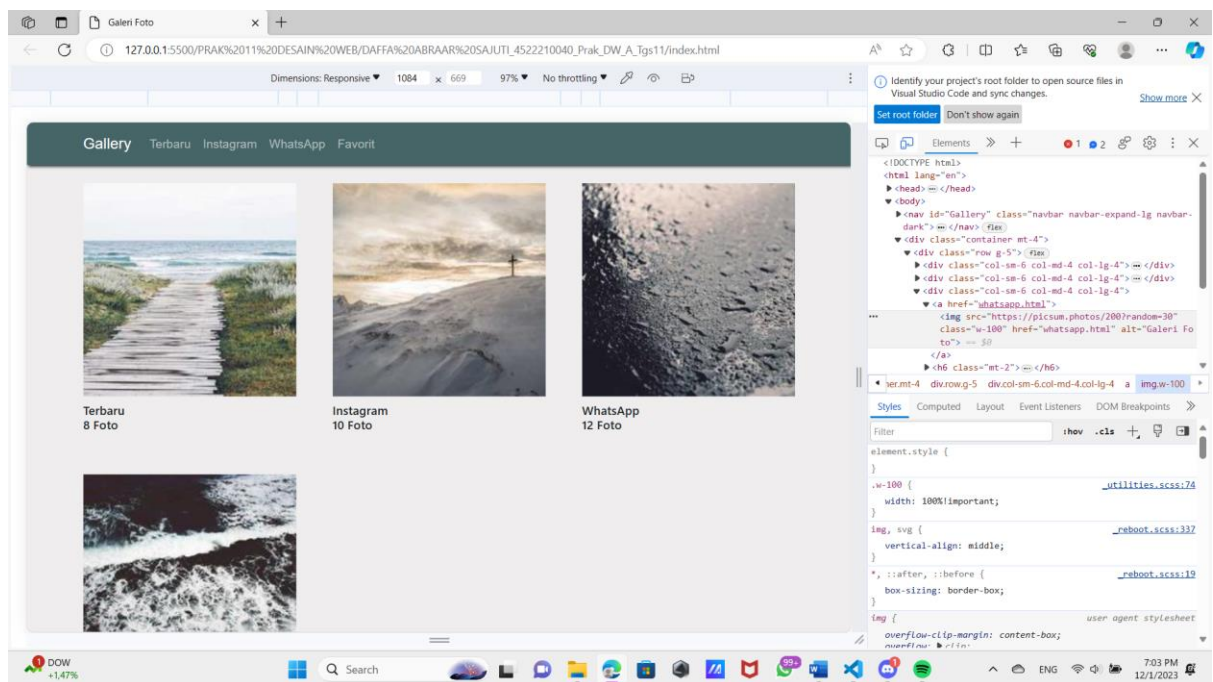 Galeri Foto
127.0.0.1:5500/PRAK%2011%20DESAIN%20WEB/DAFFA%20ABRAAR%20SAJUTI_4522210040_Prak_DW_A_Tgs11/index.html
Dimensions: Responsive 1084 x 669 97% No throttling
Gallery Terbaru Instagram WhatsApp Favorit
Terbaru
8 Foto
Instagram
10 Foto
WhatsApp
12 Foto
Identify your project's root folder to open source files in
Visual Studio Code and sync changes.
Show more
Set root folder Don't show again
Elements 1 2
<!DOCTYPE html>
<html lang="en">
<head> </head>
<body>
<nav id="Gallery" class="navbar navbar-expand-lg navbar-
dark"> </nav> flex
<div class="container mt-4">
<div class="row g-5"> flex
<div class="col-sm-6 col-md-4 col-lg-4"> </div>
<div class="col-sm-6 col-md-4 col-lg-4"> </div>
<div class="col-sm-6 col-md-4 col-lg-4">
<a href="whatsapp.html">
<img src="https://picsum.photos/200?random=30"
class="w-100" href="whatsapp.html" alt="Galeri Fo
to"> == $0
</a>
<h6 class="mt-2"> </h6>
ner.mt-4 div.row.g-5 div.col-sm-6.col-md-4.col-lg-4 a img.w-100
Styles Computed Layout Event Listeners DOM Breakpoints
Filter :hov .cls
element.style {
}
.w-100 { _utilities.scss:74
width: 100%!important;
}
img, svg { _reboot.scss:337
vertical-align: middle;
}
*, ::after, ::before { _reboot.scss:19
box-sizing: border-box;
}
img { user agent stylesheet
overflow-clip-margin: content-box;
overflow: clip;
DOW
+1,47%
Search
99+
ENG
7:03 PM
12/1/2023